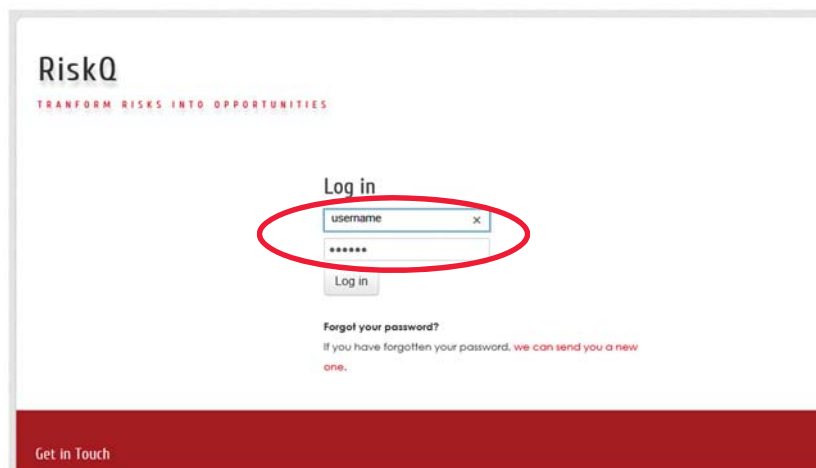 RiskQ
TRANFORM RISKS INTO OPPORTUNITIES
Log in
username
••••••
Log in
Forgot your password?
If you have forgotten your password, we can send you a new
one.
Get in Touch